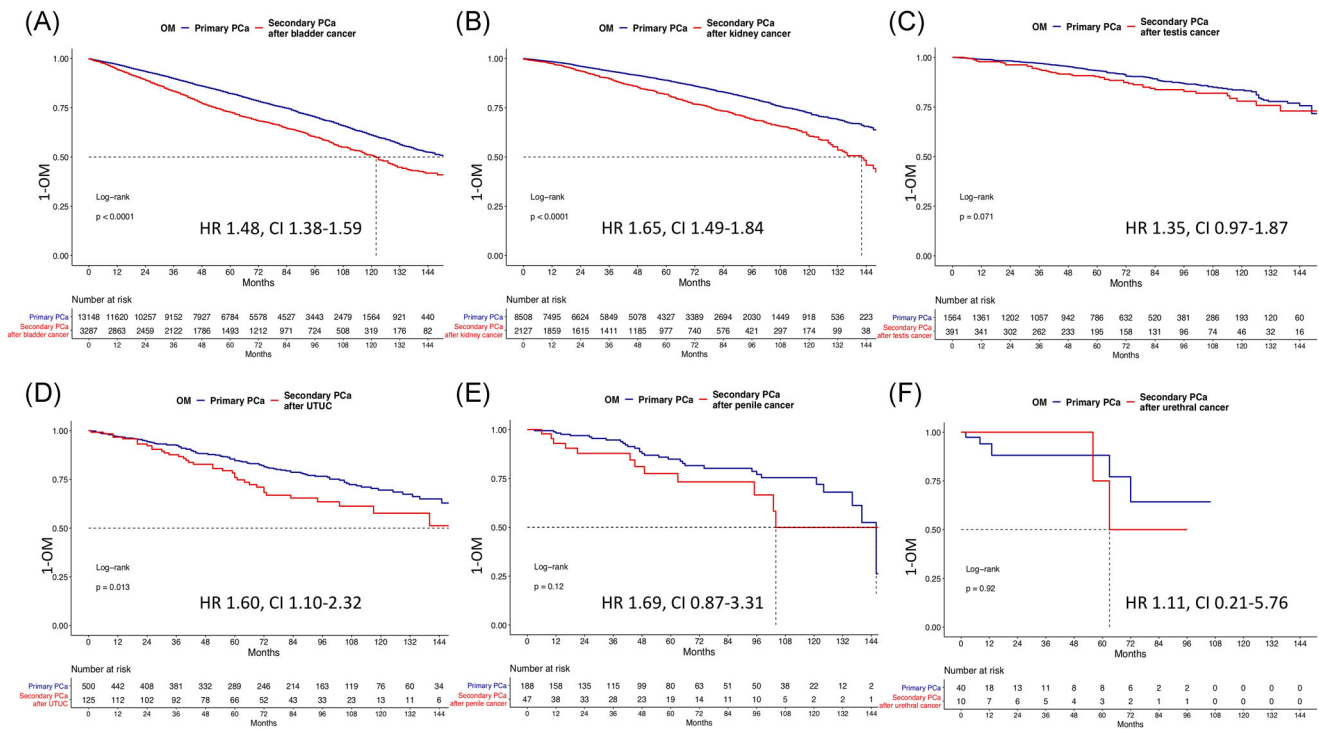 (A)
OM Primary PCa Secondary PCa
after bladder cancer
1.00
0.75
0.50
0.25
0.00
1-OM
Log-rank
p < 0.0001
HR 1.48, CI 1.38-1.59
0 12 24 36 48 60 72 84 96 108 120 132 144
Months
Number at risk
Primary PCa 13148 11620 10257 9152 7927 6784 5578 4527 3443 2479 1564 921 440
Secondary PCa
after bladder cancer 3287 2863 2459 2122 1786 1493 1212 971 724 508 319 176 82
0 12 24 36 48 60 72 84 96 108 120 132 144
Months
(B)
OM Primary PCa Secondary PCa
after kidney cancer
1.00
0.75
0.50
0.25
0.00
1-OM
Log-rank
p < 0.0001
HR 1.65, CI 1.49-1.84
0 12 24 36 48 60 72 84 96 108 120 132 144
Months
Number at risk
Primary PCa 8508 7495 6624 5849 5078 4327 3389 2694 2030 1449 918 536 223
Secondary PCa
after kidney cancer 2127 1859 1615 1411 1185 971 740 576 421 297 174 99 38
0 12 24 36 48 60 72 84 96 108 120 132 144
Months
(C)
OM Primary PCa Secondary PCa
after testis cancer
1.00
0.75
0.50
0.25
0.00
1-OM
Log-rank
p = 0.071
HR 1.35, CI 0.97-1.87
0 12 24 36 48 60 72 84 96 108 120 132 144
Months
Number at risk
Primary PCa 1564 1361 1202 1057 942 786 632 520 381 286 193 120 60
Secondary PCa
after testis cancer 391 341 302 262 233 195 158 131 96 74 46 32 16
0 12 24 36 48 60 72 84 96 108 120 132 144
Months
(D)
OM Primary PCa Secondary PCa
after UTUC
1.00
0.75
0.50
0.25
0.00
1-OM
Log-rank
p = 0.013
HR 1.60, CI 1.10-2.32
0 12 24 36 48 60 72 84 96 108 120 132 144
Months
Number at risk
Primary PCa 500 442 408 381 332 289 246 214 163 119 76 60 34
Secondary PCa
after UTUC 125 112 102 92 78 66 52 43 33 23 13 11 6
0 12 24 36 48 60 72 84 96 108 120 132 144
Months
(E)
OM Primary PCa Secondary PCa
after penile cancer
1.00
0.75
0.50
0.25
0.00
1-OM
Log-rank
p = 0.12
HR 1.69, CI 0.87-3.31
0 12 24 36 48 60 72 84 96 108 120 132 144
Months
Number at risk
Primary PCa 188 158 135 115 99 80 63 51 50 38 22 12 2
Secondary PCa
after penile cancer 47 38 33 28 23 19 14 11 10 5 2 2 1
0 12 24 36 48 60 72 84 96 108 120 132 144
Months
(F)
OM Primary PCa Secondary PCa
after urethral cancer
1.00
0.75
0.50
0.25
0.00
1-OM
Log-rank
p = 0.92
HR 1.11, CI 0.21-5.76
0 12 24 36 48 60 72 84 96 108 120 132 144
Months
Number at risk
Primary PCa 40 18 13 11 8 8 6 2 2 0 0 0 0
Secondary PCa
after urethral cancer 10 7 6 5 4 3 2 1 1 0 0 0 0
0 12 24 36 48 60 72 84 96 108 120 132 144
Months